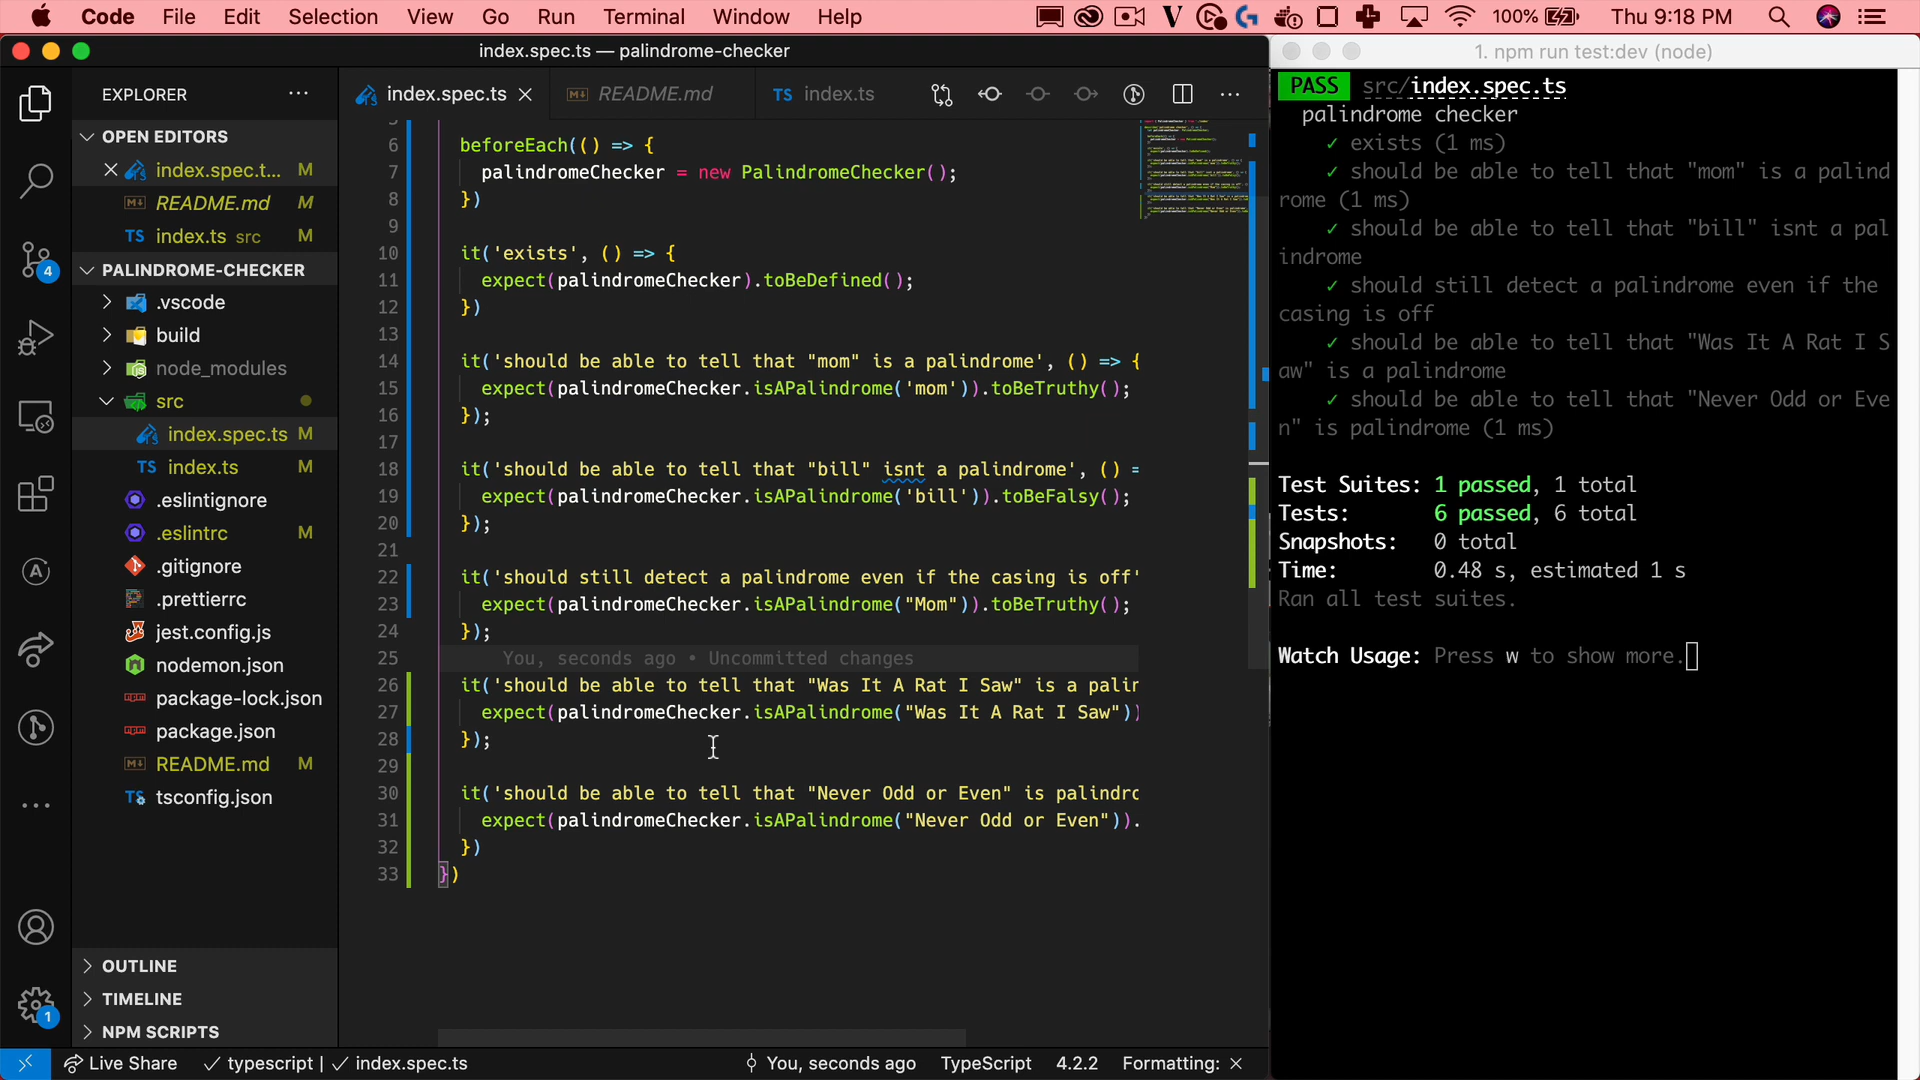 Code File Edit Selection View Go Run Terminal Window Help
100%
Thu 9:18 PM
index.spec.ts — palindrome-checker
1. npm run test:dev (node)
EXPLORER
index.spec.ts
README.md
TS index.ts
OPEN EDITORS
index.spec.t... M
README.md M
TS index.ts src M
PALINDROME-CHECKER
.vscode
build
node_modules
src
index.spec.ts M
TS index.ts M
.eslintignore
.eslintrc M
.gitignore
.prettierrc
jest.config.js
nodemon.json
package-lock.json
package.json
README.md M
tsconfig.json
OUTLINE
TIMELINE
NPM SCRIPTS
4
1
6 beforeEach(() => {
7 palindromeChecker = new PalindromeChecker();
8 })
9
10 it('exists', () => {
11 expect(palindromeChecker).toBeDefined();
12 })
13
14 it('should be able to tell that "mom" is a palindrome', () => {
15 expect(palindromeChecker.isAPalindrome('mom')).toBeTruthy();
16 });
17
18 it('should be able to tell that "bill" isnt a palindrome', () =
19 expect(palindromeChecker.isAPalindrome('bill')).toBeFalsy();
20 });
21
22 it('should still detect a palindrome even if the casing is off'
23 expect(palindromeChecker.isAPalindrome("Mom")).toBeTruthy();
24 });
25 You, seconds ago • Uncommitted changes
26 it('should be able to tell that "Was It A Rat I Saw" is a palin
27 expect(palindromeChecker.isAPalindrome("Was It A Rat I Saw"))
28 });
29
30 it('should be able to tell that "Never Odd or Even" is palindro
31 expect(palindromeChecker.isAPalindrome("Never Odd or Even")).
32 })
33 })
PASS src/index.spec.ts
palindrome checker
✓ exists (1 ms)
✓ should be able to tell that "mom" is a palind
rome (1 ms)
✓ should be able to tell that "bill" isnt a pal
indrome
✓ should still detect a palindrome even if the
casing is off
✓ should be able to tell that "Was It A Rat I S
aw" is a palindrome
✓ should be able to tell that "Never Odd or Eve
n" is palindrome (1 ms)
Test Suites: 1 passed, 1 total
Tests: 6 passed, 6 total
Snapshots: 0 total
Time: 0.48 s, estimated 1 s
Ran all test suites.
Watch Usage: Press w to show more.
Live Share ✓ typescript | ✓ index.spec.ts
You, seconds ago TypeScript 4.2.2 Formatting: ×